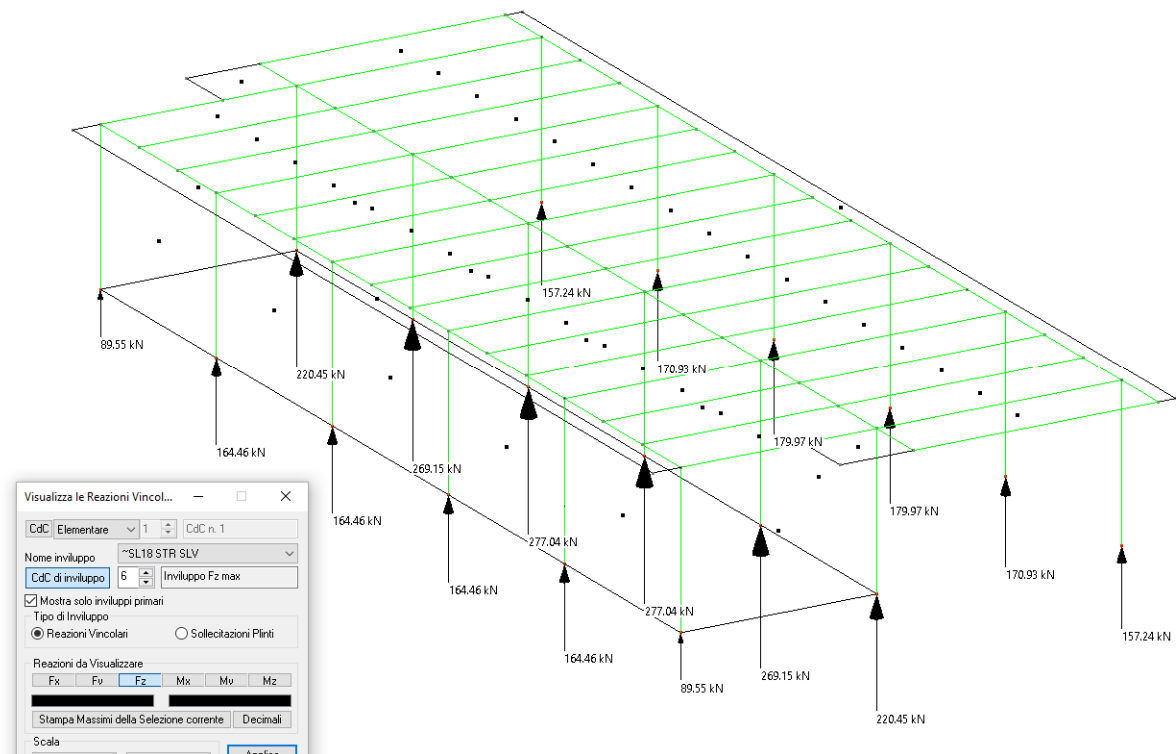 157.24 kN
89.55 kN
220.45 kN
170.93 kN
164.46 kN
269.15 kN
179.97 kN
164.46 kN
277.04 kN
179.97 kN
164.46 kN
277.04 kN
170.93 kN
164.46 kN
269.15 kN
157.24 kN
89.55 kN
220.45 kN
Visualizza le Reazioni Vincol...
CdC Elementare 1 CdC n. 1
Nome inviluppo ~SL18 STR SLV
CdC di inviluppo 6 Inviluppo Fz max
Mostra solo inviluppi primari
Tipo di Inviluppo
Reazioni Vincolari Sollecitazioni Plinti
Reazioni da Visualizzare
Fx Fy Fz Mx My Mz
Stampa Massimi della Selezione corrente Decimali
Scala
Applica